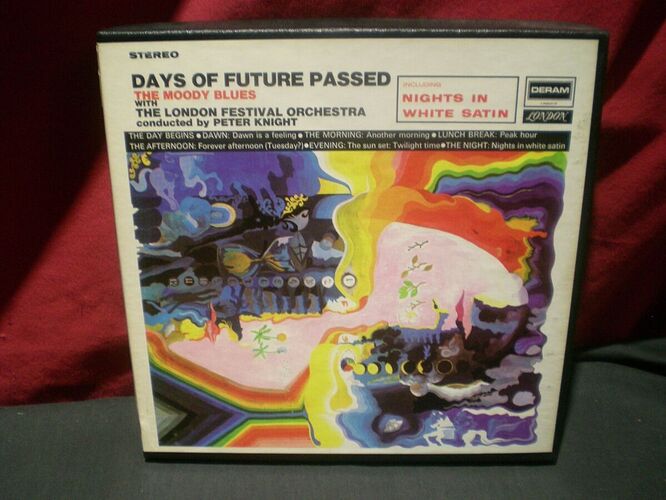 STEREO
DAYS OF FUTURE PASSED
THE MOODY BLUES
WITH
THE LONDON FESTIVAL ORCHESTRA
conducted by PETER KNIGHT
INCLUDING
NIGHTS IN
WHITE SATIN
DERAM
LONDON
THE DAY BEGINS●DAWN: Dawn is a feeling●THE MORNING: Another morning●LUNCH BREAK: Peak hour
THE AFTERNOON: Forever afternoon (Tuesday?)●EVENING: The sun set: Twilight time●THE NIGHT: Nights in white satin